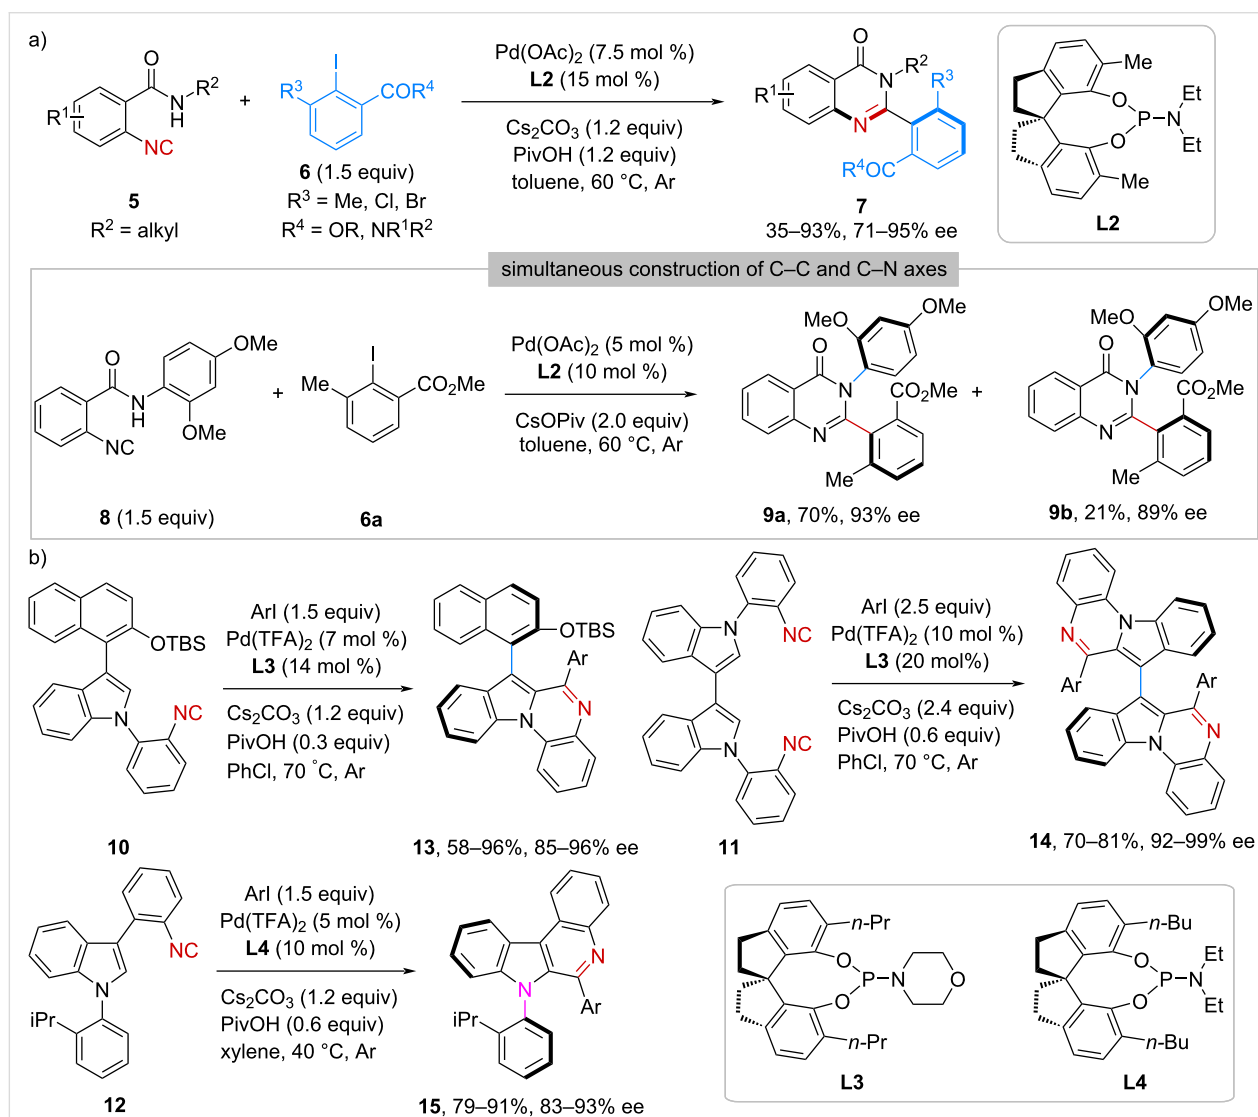 a)
O
N
H
R2
R1
NC
5
R2 = alkyl
+
I
R3
COR4
6 (1.5 equiv)
R3 = Me, Cl, Br
R4 = OR, NR1R2
Pd(OAc)2 (7.5 mol %)
L2 (15 mol %)
Cs2CO3 (1.2 equiv)
PivOH (1.2 equiv)
toluene, 60 °C, Ar
O
N
R2
R3
R1
N
R4OC
7
35–93%, 71–95% ee
Me
O
P
N
Et
Et
O
Me
L2
simultaneous construction of C–C and C–N axes
O
N
H
OMe
OMe
NC
8 (1.5 equiv)
+
I
Me
CO2Me
6a
Pd(OAc)2 (5 mol %)
L2 (10 mol %)
CsOPiv (2.0 equiv)
toluene, 60 °C, Ar
OMe
MeO
O
N
CO2Me
N
Me
9a, 70%, 93% ee
+
OMe
MeO
O
N
CO2Me
N
Me
9b, 21%, 89% ee
b)
OTBS
NC
N
10
ArI (1.5 equiv)
Pd(TFA)2 (7 mol %)
L3 (14 mol %)
Cs2CO3 (1.2 equiv)
PivOH (0.3 equiv)
PhCl, 70 °C, Ar
OTBS
Ar
N
N
13, 58–96%, 85–96% ee
N
NC
NC
N
11
ArI (2.5 equiv)
Pd(TFA)2 (10 mol %)
L3 (20 mol%)
Cs2CO3 (2.4 equiv)
PivOH (0.6 equiv)
PhCl, 70 °C, Ar
N
N
Ar
Ar
N
N
14, 70–81%, 92–99% ee
NC
N
iPr
12
ArI (1.5 equiv)
Pd(TFA)2 (5 mol %)
L4 (10 mol %)
Cs2CO3 (1.2 equiv)
PivOH (0.6 equiv)
xylene, 40 °C, Ar
N
N
Ar
iPr
15, 79–91%, 83–93% ee
n-Pr
O
P
N
O
O
n-Pr
L3
n-Bu
O
P
N
Et
Et
O
n-Bu
L4